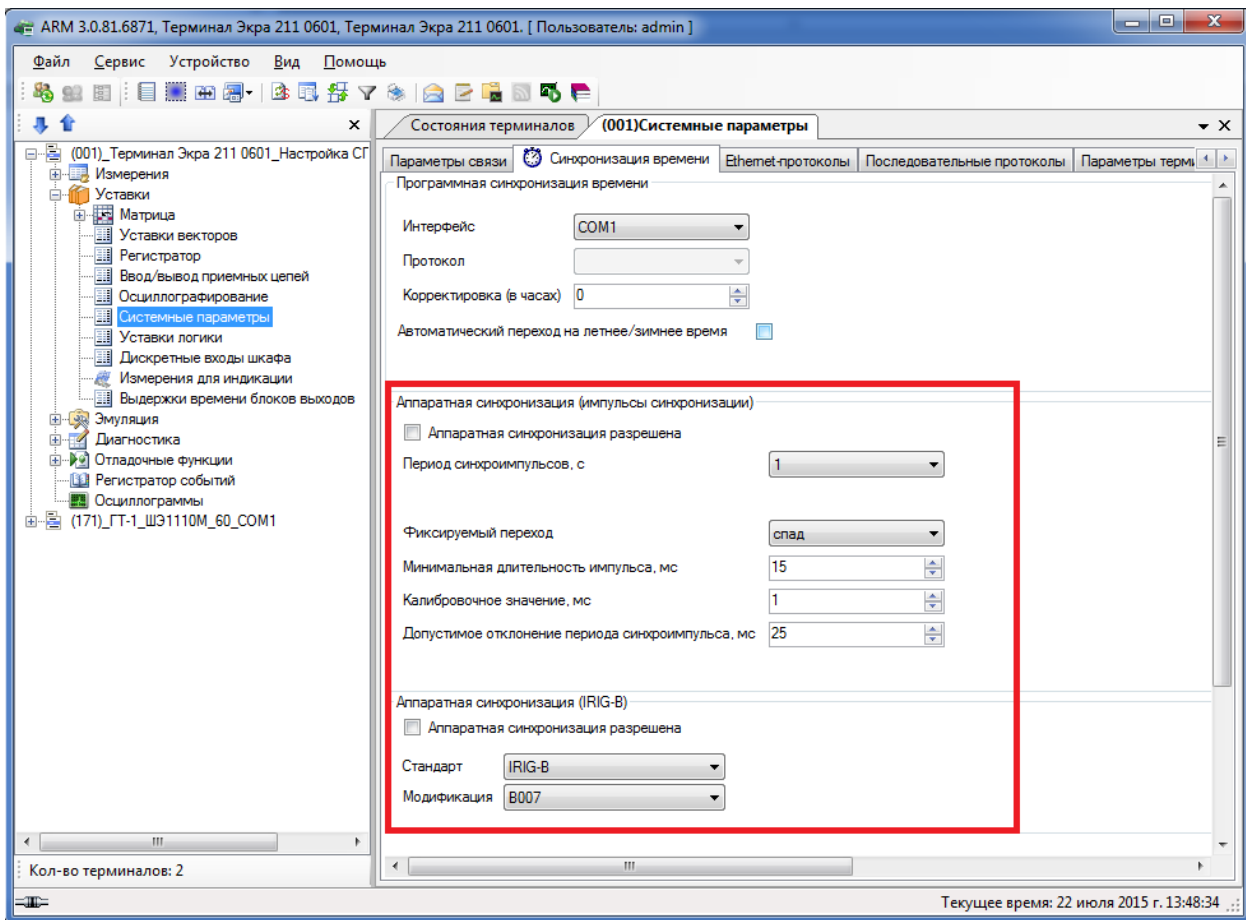 ARM 3.0.81.6871, Терминал Экра 211 0601, Терминал Экра 211 0601. [ Пользователь: admin ]
Файл Сервис Устройство Вид Помощь
(001)_Терминал Экра 211 0601_Настройка СГ
Измерения
Уставки
Матрица
Уставки векторов
Регистратор
Ввод/вывод приемных цепей
Осциллографирование
Системные параметры
Уставки логики
Дискретные входы шкафа
Измерения для индикации
Выдержки времени блоков выходов
Эмуляция
Диагностика
Отладочные функции
Регистратор событий
Осциллограммы
(171)_ГТ-1_ШЭ1110М_60_COM1
Кол-во терминалов: 2
Состояния терминалов (001)Системные параметры
Параметры связи Синхронизация времени Ethernet-протоколы Последовательные протоколы Параметры терми
Программная синхронизация времени
Интерфейс COM1
Протокол
Корректировка (в часах) 0
Автоматический переход на летнее/зимнее время
Аппаратная синхронизация (импульсы синхронизации)
Аппаратная синхронизация разрешена
Период синхроимпульсов, с 1
Фиксируемый переход спад
Минимальная длительность импульса, мс 15
Калибровочное значение, мс 1
Допустимое отклонение периода синхроимпульса, мс 25
Аппаратная синхронизация (IRIG-B)
Аппаратная синхронизация разрешена
Стандарт IRIG-B
Модификация B007
Текущее время: 22 июля 2015 г. 13:48:34